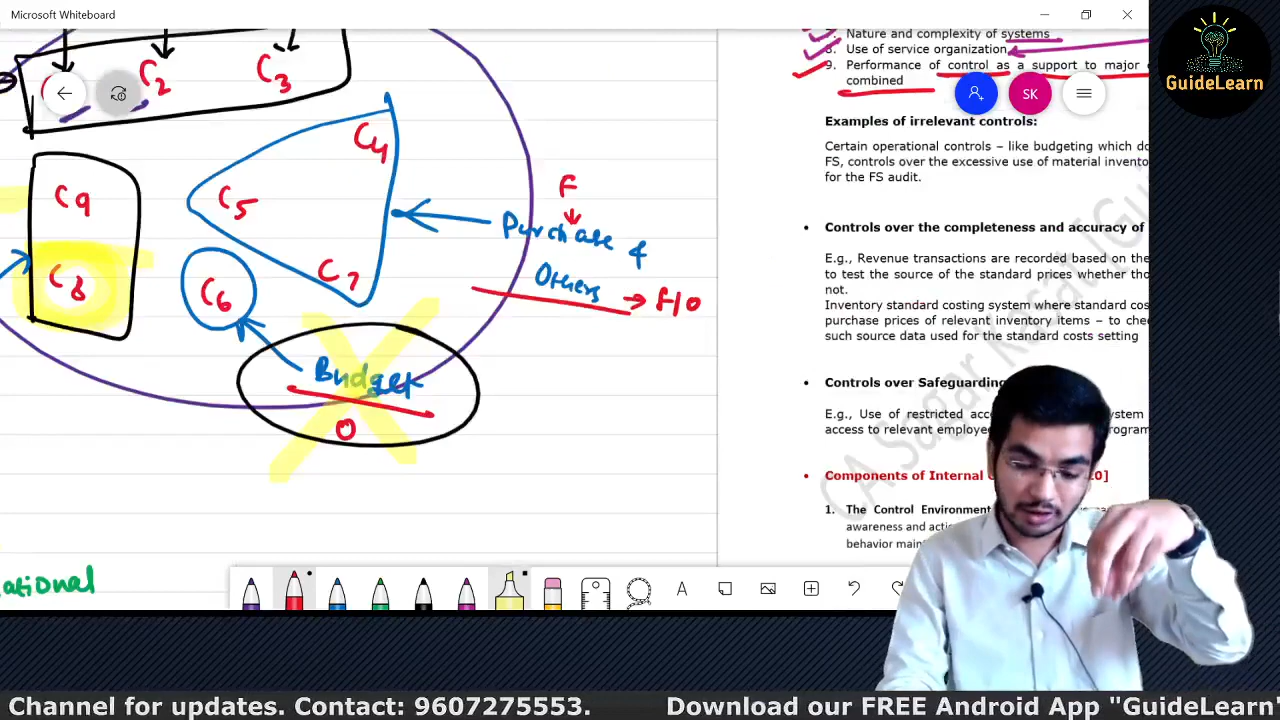 Microsoft Whiteboard
C2
C3
C4
C5
C9
C8
C7
C6
F
Purchase &
Others
F/O
Budget
O
ational
Nature and complexity of systems
8. Use of service organization
9. Performance of control as a support to major
combined
SK
Examples of irrelevant controls:
Certain operational controls – like budgeting which do
FS, controls over the excessive use of material invento
for the FS audit.
• Controls over the completeness and accuracy of
E.g., Revenue transactions are recorded based on the
to test the source of the standard prices whether tho
not.
Inventory standard costing system where standard cos
purchase prices of relevant inventory items – to chec
such source data used for the standard costs setting
• Controls over Safeguarding
E.g., Use of restricted acc ystem
access to relevant employe program
• Components of Internal
1. The Control Environment
awareness and acti
behavior main
CA Sagar
GuideLearn
Channel for updates. Contact: 9607275553. Download our FREE Android App "GuideLearn